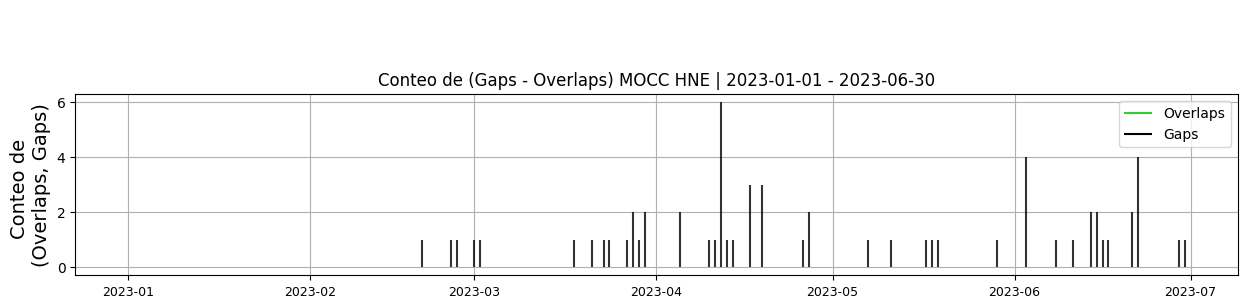 Conteo de (Gaps - Overlaps) MOCC HNE | 2023-01-01 - 2023-06-30
Conteo de
(Overlaps, Gaps)
6
4
2
0
Overlaps
Gaps
2023-01
2023-02
2023-03
2023-04
2023-05
2023-06
2023-07